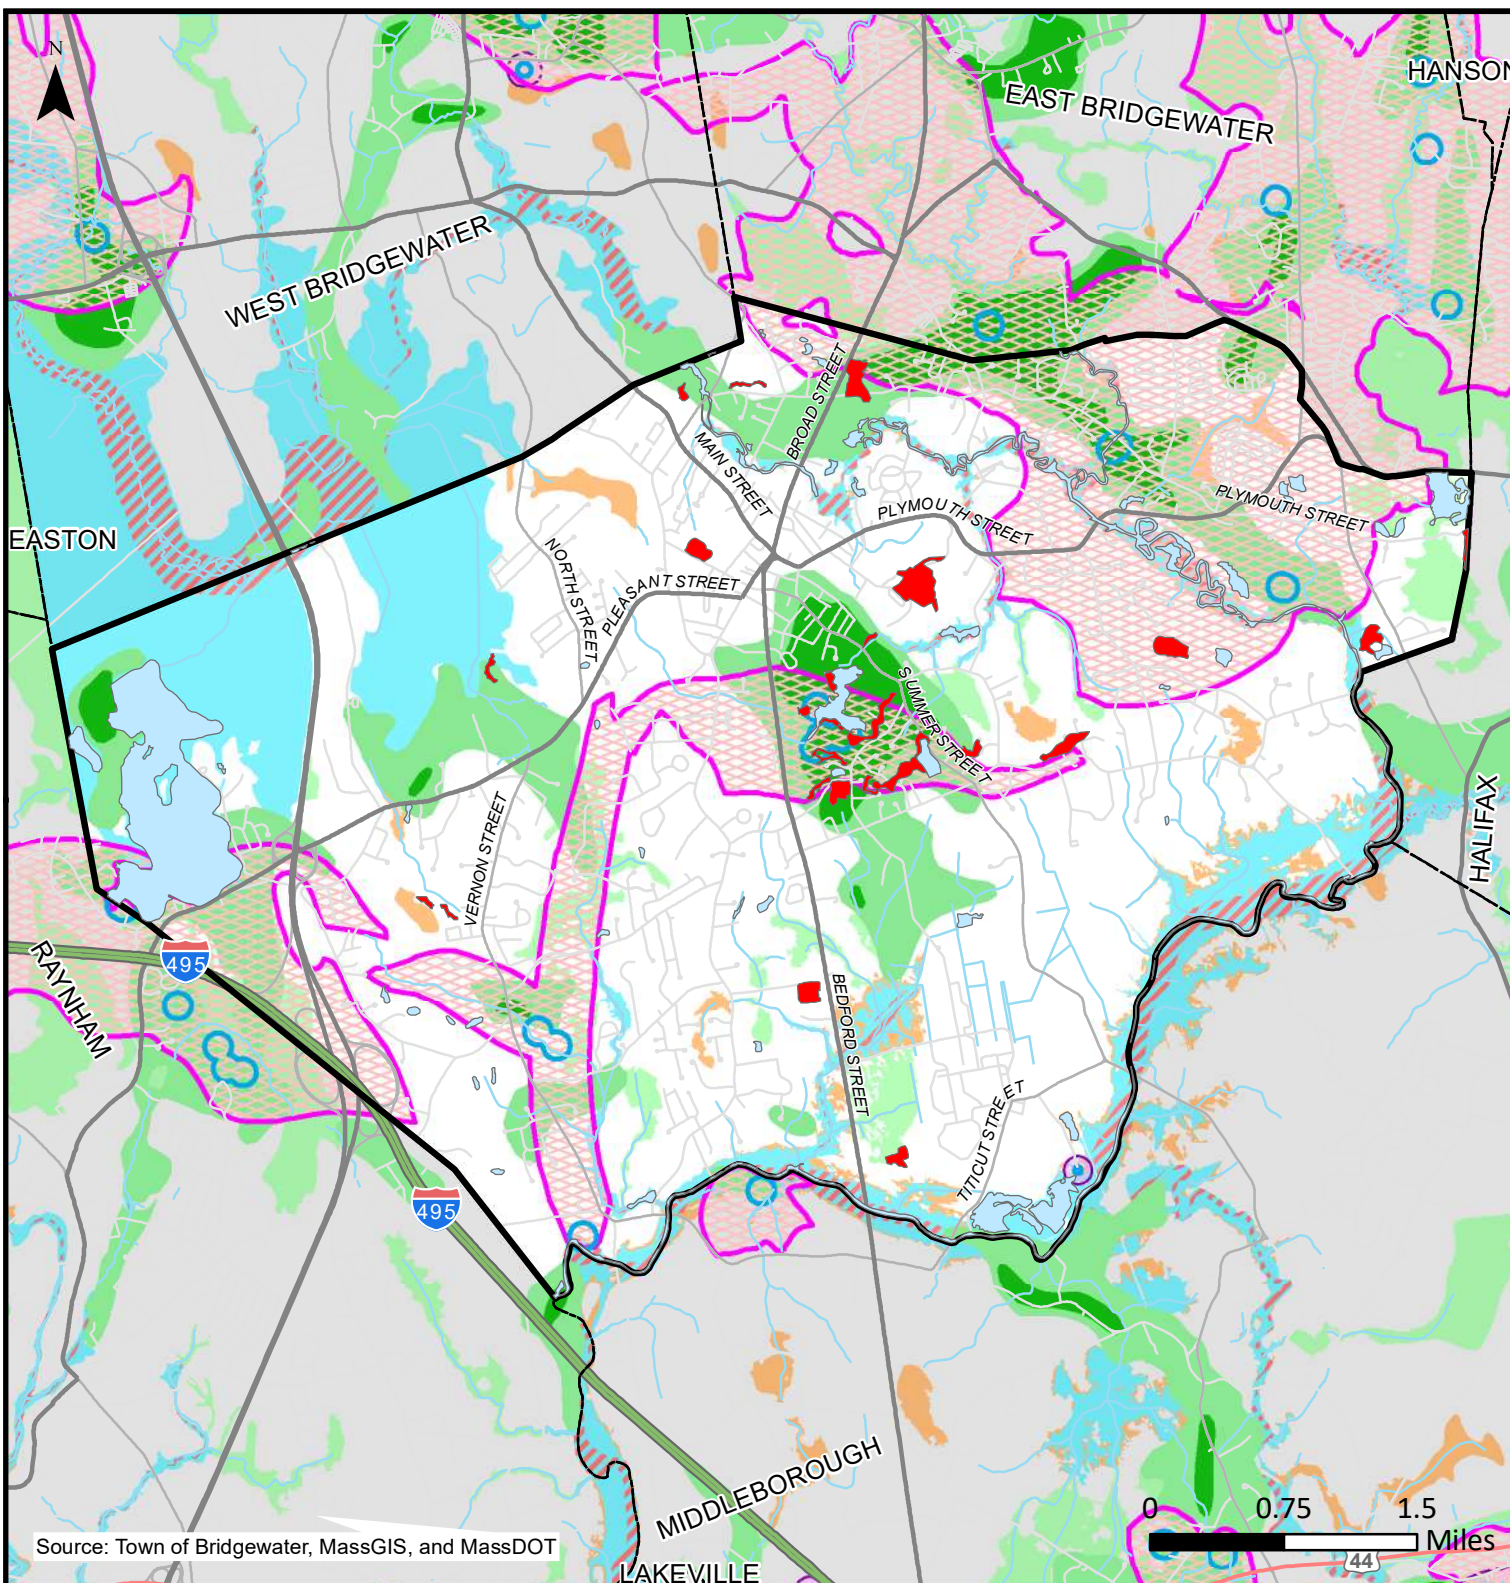 N
HANSON
EAST BRIDGEWATER
WEST BRIDGEWATER
BROAD STREET
MAIN STREET
PLYMOUTH STREET
PLYMOUTH STREET
EASTON
NORTH STREET
PLEASANT STREET
SUMMER STREET
VERNON STREET
HALIFAX
RAYNHAM
495
BEDFORD STREET
TITICUT STREET
495
MIDDLEBOROUGH
0 0.75 1.5
Miles
Source: Town of Bridgewater, MassGIS, and MassDOT
44
LAKEVILLE